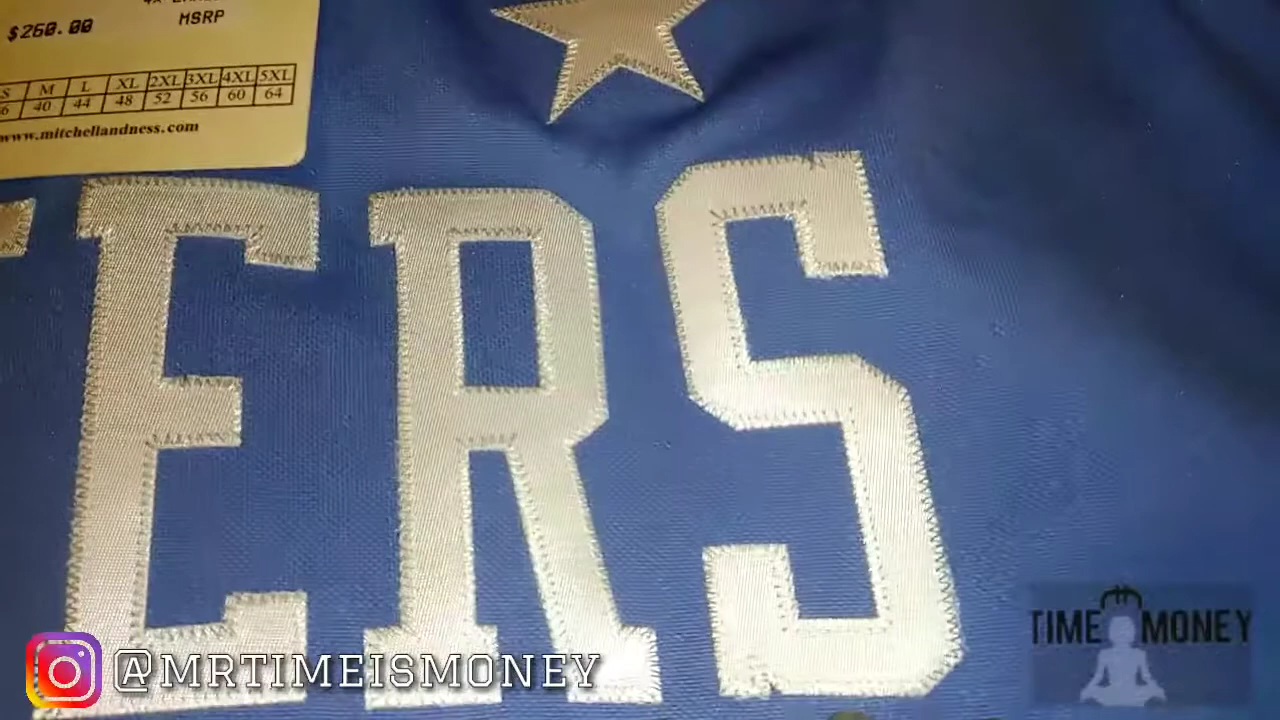 $260.00
MSRP
S M L XL 2XL 3XL 4XL 5XL
40 44 48 52 56 60 64
www.mitchellandness.com
ERS
@MRTIMEISMONEY
TIME MONEY